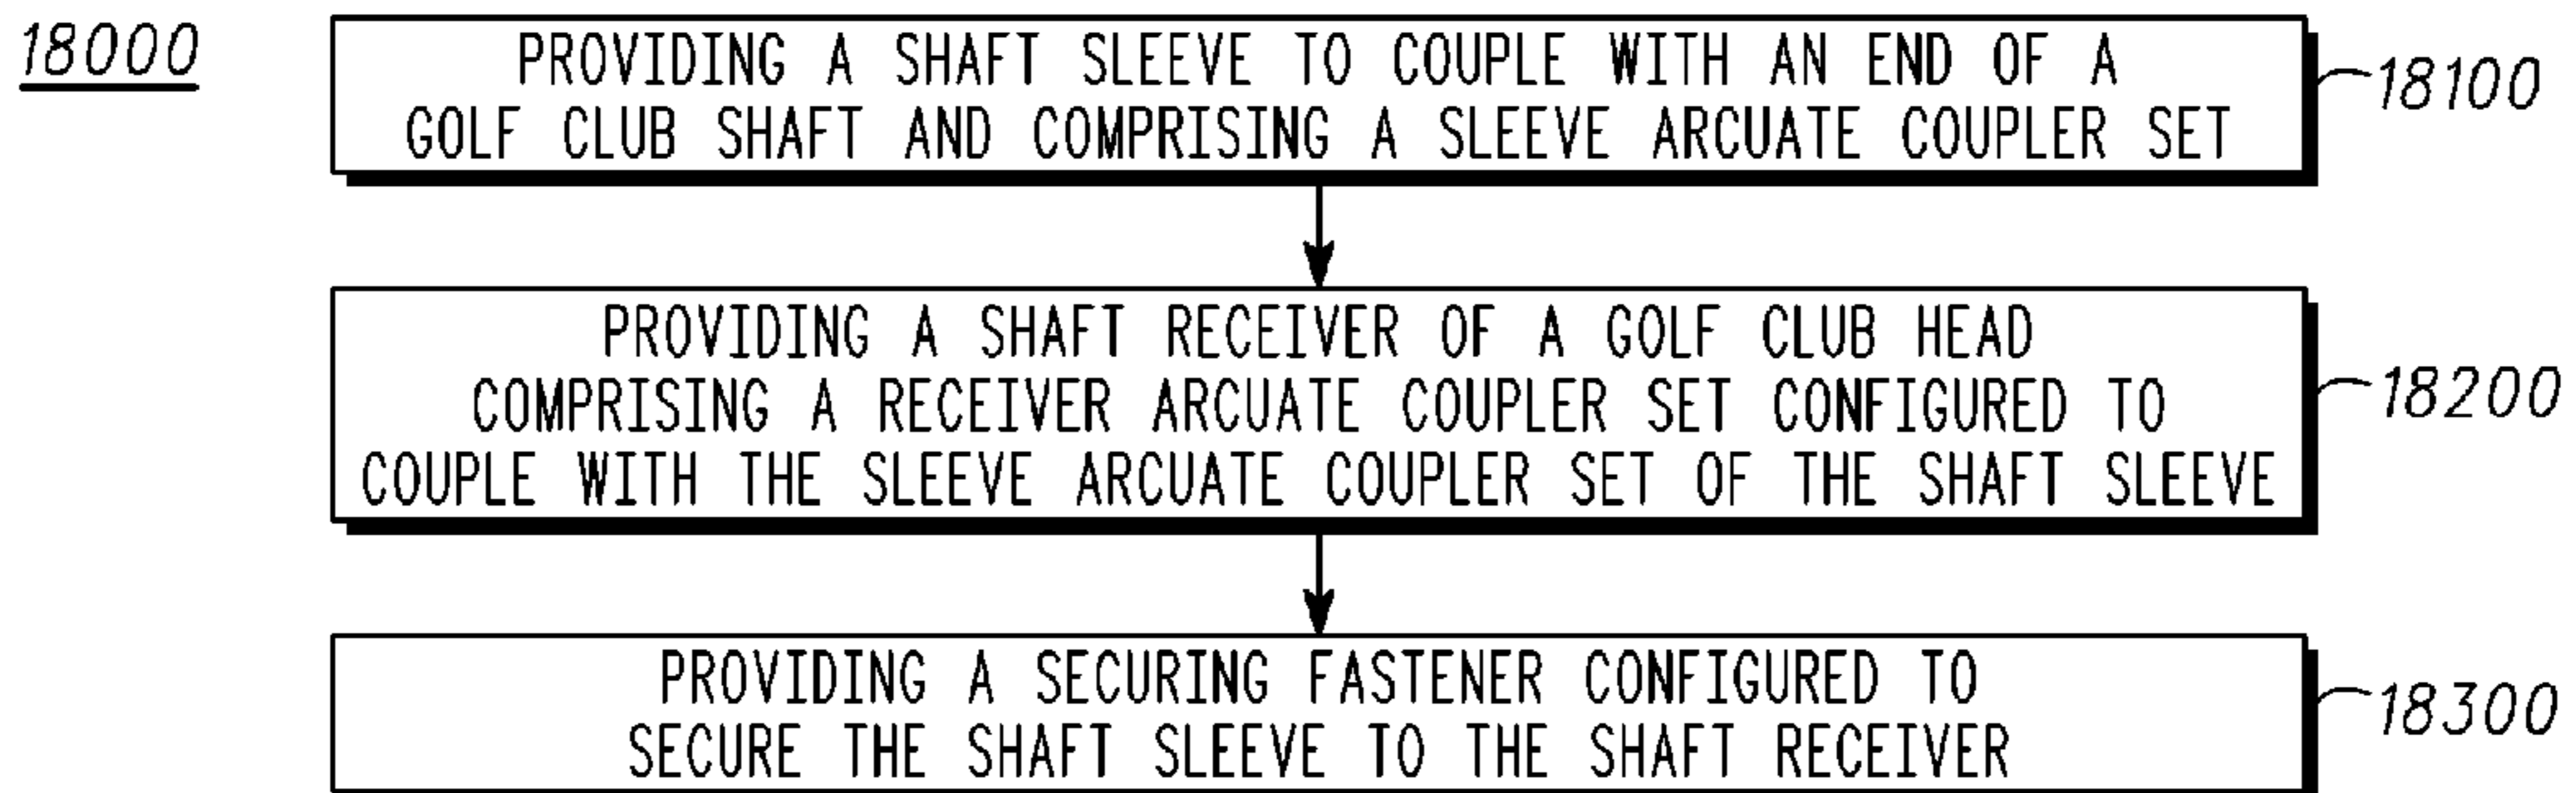 18000
PROVIDING A SHAFT SLEEVE TO COUPLE WITH AN END OF A
GOLF CLUB SHAFT AND COMPRISING A SLEEVE ARCUATE COUPLER SET
18100
PROVIDING A SHAFT RECEIVER OF A GOLF CLUB HEAD
COMPRISING A RECEIVER ARCUATE COUPLER SET CONFIGURED TO
COUPLE WITH THE SLEEVE ARCUATE COUPLER SET OF THE SHAFT SLEEVE
18200
PROVIDING A SECURING FASTENER CONFIGURED TO
SECURE THE SHAFT SLEEVE TO THE SHAFT RECEIVER
18300